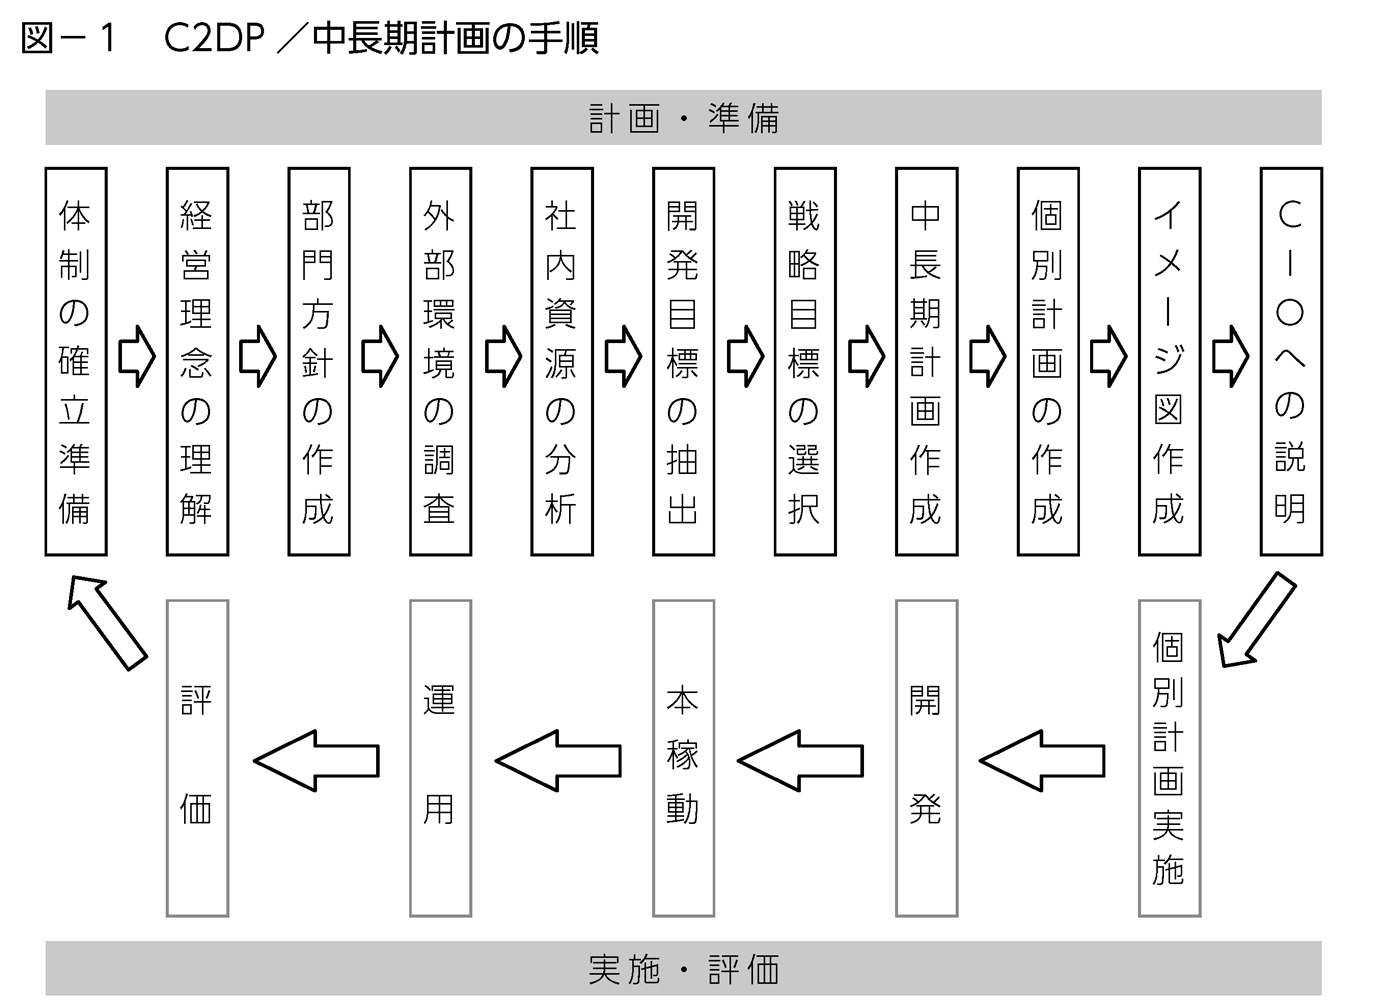 図－1　C2DP／中長期計画の手順
計画・準備
体制の確立準備
経営理念の理解
部門方針の作成
外部環境の調査
社内資源の分析
開発目標の抽出
戦略目標の選択
中長期計画作成
個別計画の作成
イメージ図作成
CIOへの説明
個別計画実施
開発
本稼動
運用
評価
実施・評価